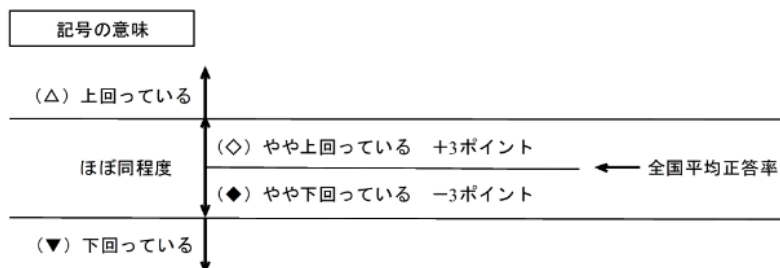 記号の意味
（△）上回っている
（◇）やや上回っている　＋3ポイント
ほぼ同程度
全国平均正答率
（◆）やや下回っている　－3ポイント
（▼）下回っている